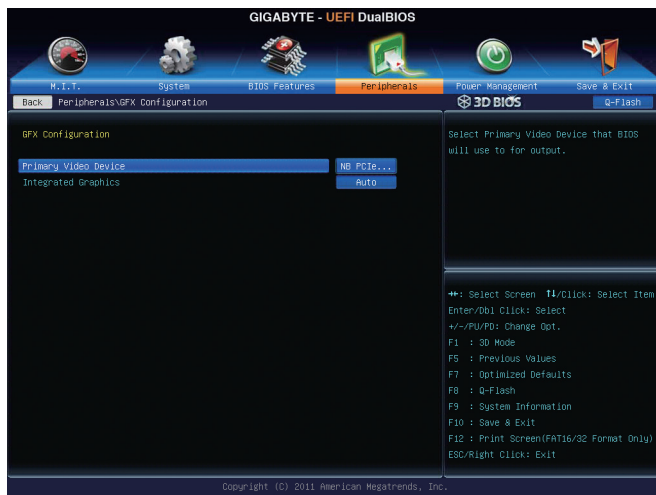 GIGABYTE - UEFI DualBIOS
M.I.T.
System
BIOS Features
Peripherals
Power Management
Save & Exit
Back
Peripherals\GFX Configuration
3D BIOS
Q-Flash
GFX Configuration
Primary Video Device NB PCIe...
Integrated Graphics Auto
Select Primary Video Device that BIOS
will use to for output.
→←: Select Screen ↑↓/Click: Select Item
Enter/Dbl Click: Select
+/-/PU/PD: Change Opt.
F1 : 3D Mode
F5 : Previous Values
F7 : Optimized Defaults
F8 : Q-Flash
F9 : System Information
F10 : Save & Exit
F12 : Print Screen(FAT16/32 Format Only)
ESC/Right Click: Exit
Copyright (C) 2011 American Megatrends, Inc.